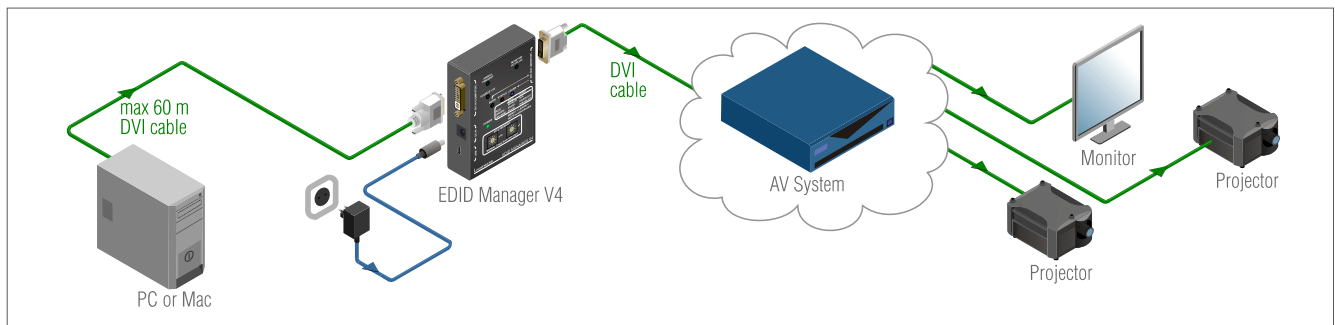 max 60 m
DVI cable
PC or Mac
EDID Manager V4
DVI
cable
AV System
Monitor
Projector
Projector